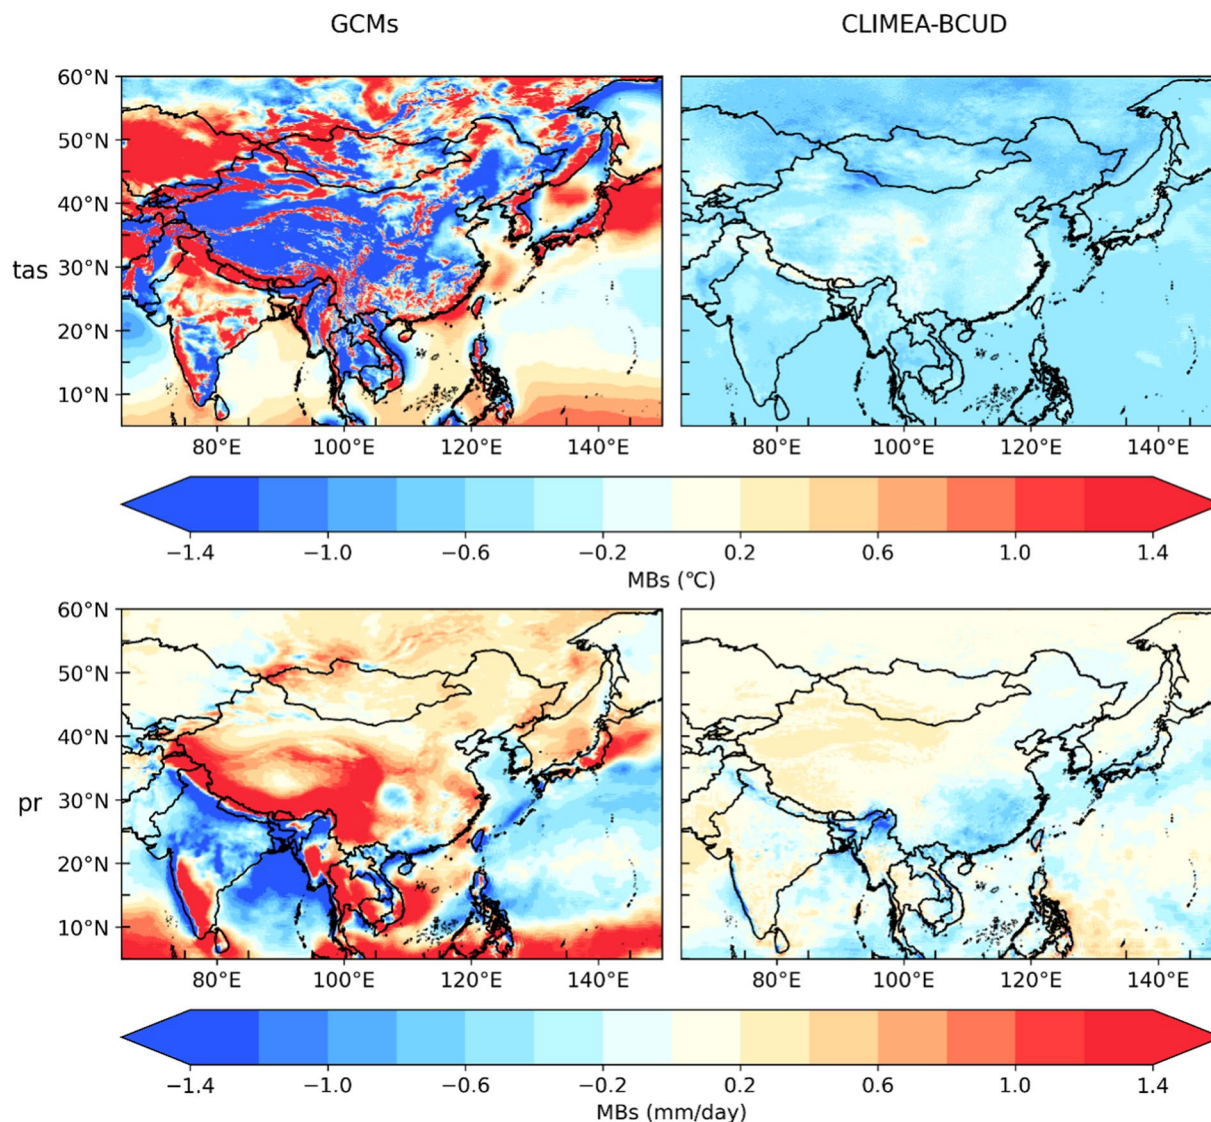 GCMs CLIMEA-BCUD
60°N
50°N
40°N
tas
30°N
20°N
10°N
80°E 100°E 120°E 140°E 80°E 100°E 120°E 140°E
−1.4 −1.0 −0.6 −0.2 0.2 0.6 1.0 1.4
MBs (°C)
60°N
50°N
40°N
pr
30°N
20°N
10°N
80°E 100°E 120°E 140°E 80°E 100°E 120°E 140°E
−1.4 −1.0 −0.6 −0.2 0.2 0.6 1.0 1.4
MBs (mm/day)